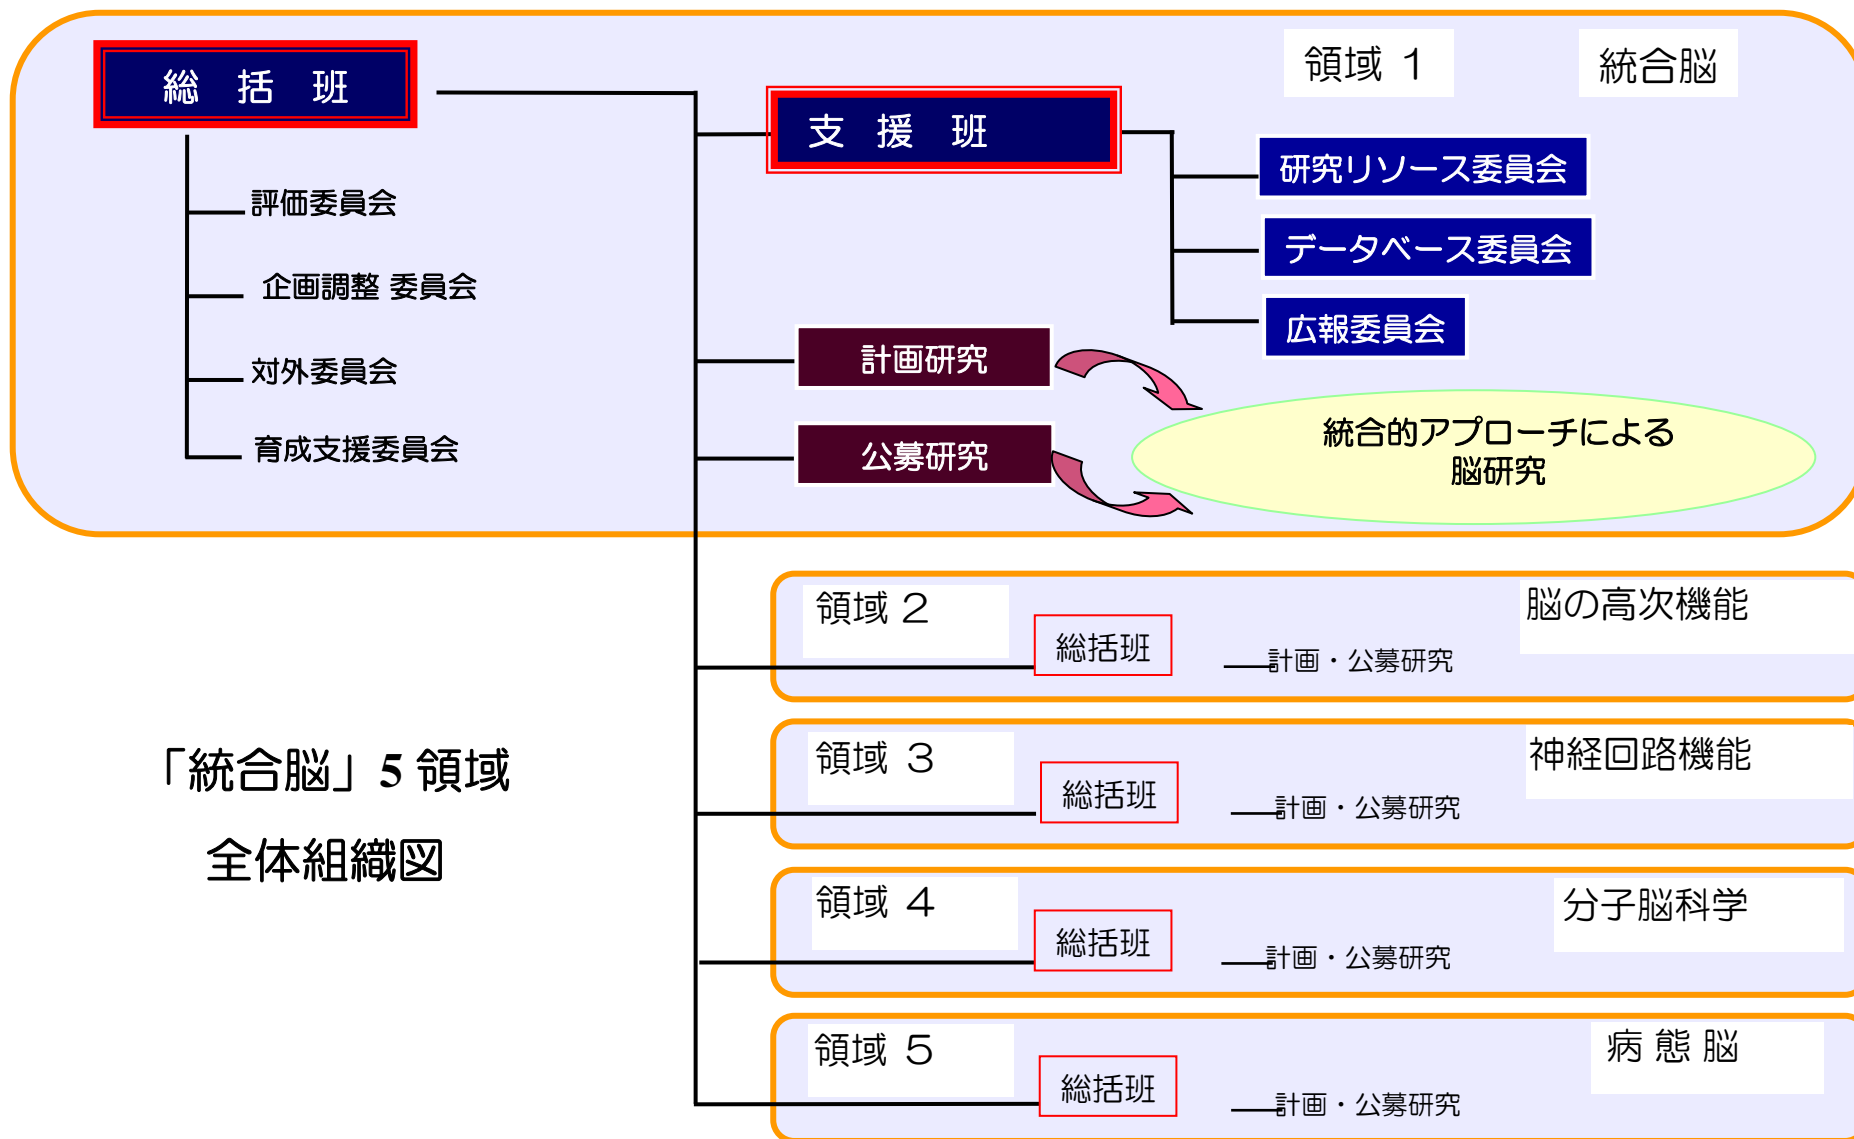 総 括 班
領域 1
統合脳
支 援 班
研究リソース委員会
データベース委員会
広報委員会
評価委員会
企画調整 委員会
対外委員会
育成支援委員会
計画研究
公募研究
統合的アプローチによる
脳研究
領域 2
総括班
計画・公募研究
脳の高次機能
領域 3
総括班
計画・公募研究
神経回路機能
「統合脳」5 領域
全体組織図
領域 4
総括班
計画・公募研究
分子脳科学
領域 5
総括班
計画・公募研究
病 態 脳